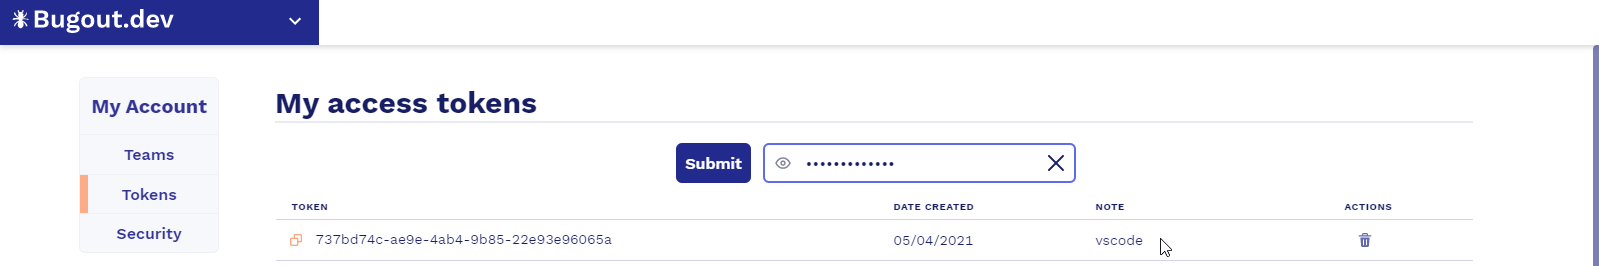 Bugout.dev
My Account
Teams
Tokens
Security
My access tokens
Submit
•••••••••••••
TOKEN DATE CREATED NOTE ACTIONS
737bd74c-ae9e-4ab4-9b85-22e93e96065a 05/04/2021 vscode